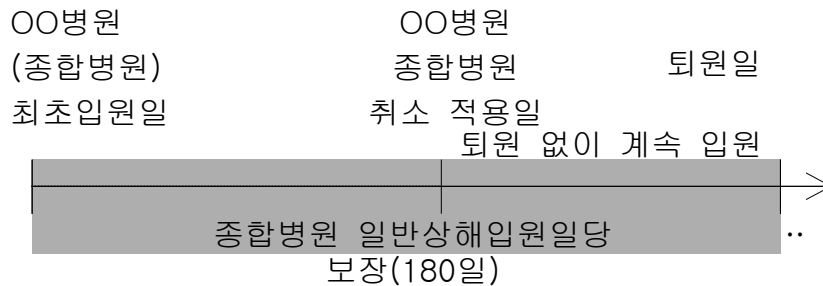 OO병원
(종합병원)
최초입원일
OO병원
종합병원
취소 적용일
퇴원일
퇴원 없이 계속 입원
종합병원 일반상해입원일당
보장(180일)
..